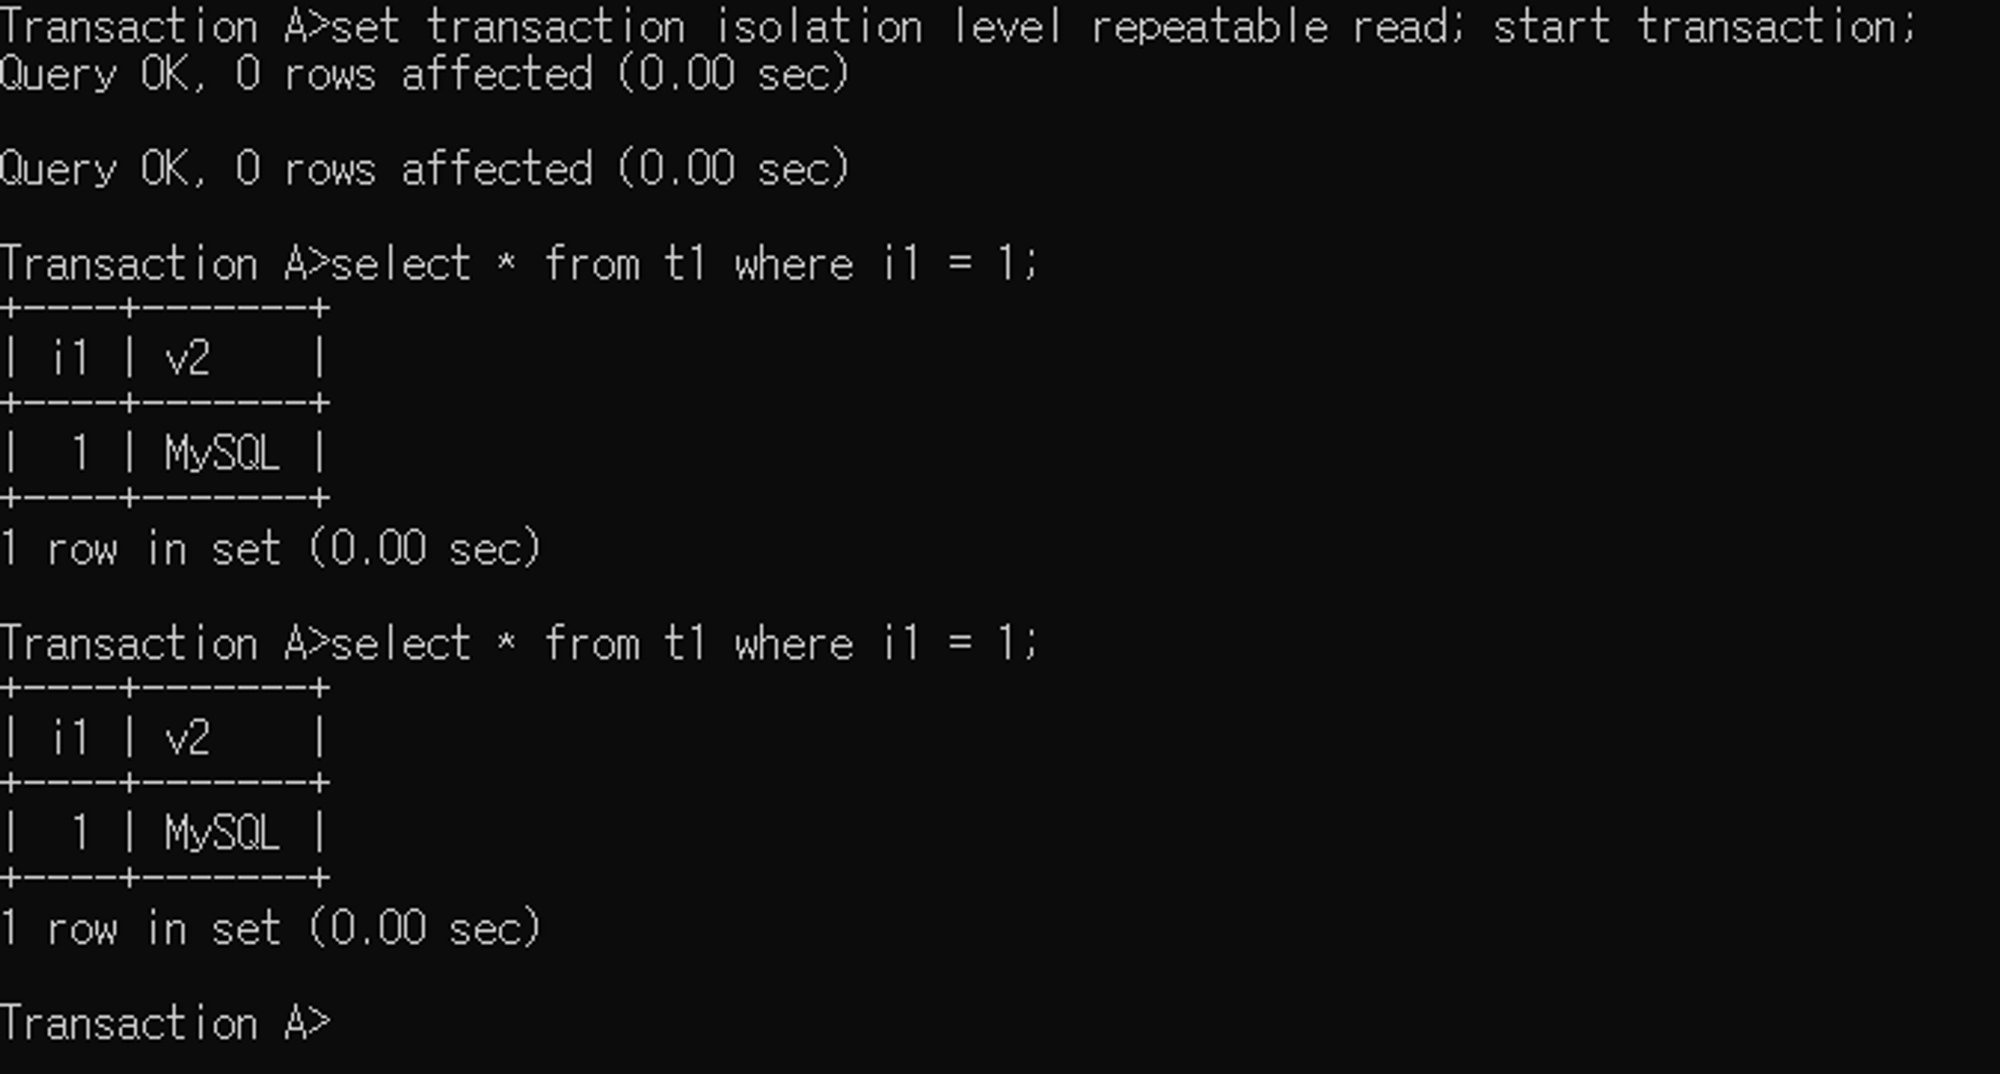 Transaction A>set transaction isolation level repeatable read; start transaction;
Query OK, 0 rows affected (0.00 sec)
Query OK, 0 rows affected (0.00 sec)
Transaction A>select * from t1 where i1 = 1;
+----+-------+
| i1 | v2    |
+----+-------+
|  1 | MySQL |
+----+-------+
1 row in set (0.00 sec)
Transaction A>select * from t1 where i1 = 1;
+----+-------+
| i1 | v2    |
+----+-------+
|  1 | MySQL |
+----+-------+
1 row in set (0.00 sec)
Transaction A>